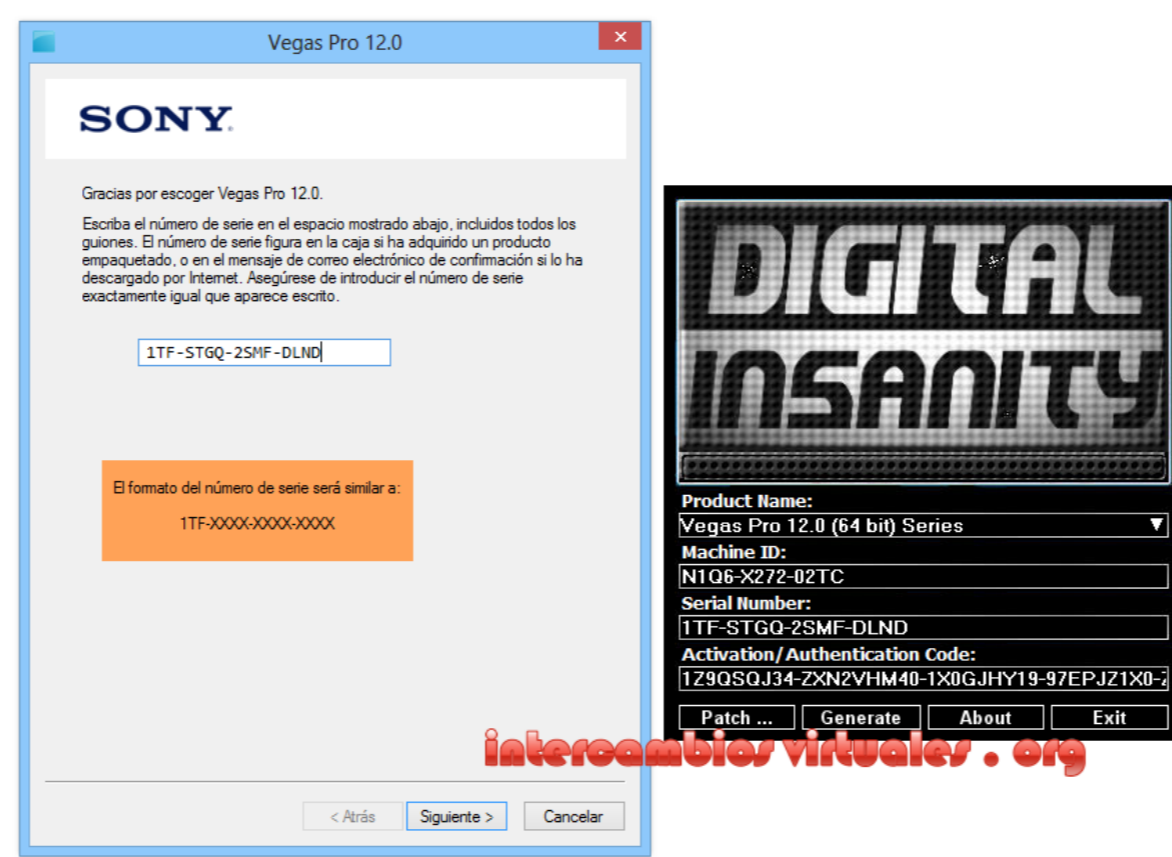 Vegas Pro 12.0
SONY
Gracias por escoger Vegas Pro 12.0.
Escriba el número de serie en el espacio mostrado abajo, incluidos todos los
guiones. El número de serie figura en la caja si ha adquirido un producto
empaquetado, o en el mensaje de correo electrónico de confirmación si lo ha
descargado por Internet. Asegúrese de introducir el número de serie
exactamente igual que aparece escrito.
1TF-STGQ-2SMF-DLND
El formato del número de serie será similar a:
1TF-XXXX-XXXX-XXXX
< Atrás Siguiente > Cancelar
DIGITAL
INSANITY
Product Name:
Vegas Pro 12.0 (64 bit) Series
Machine ID:
N1Q6-X272-02TC
Serial Number:
1TF-STGQ-2SMF-DLND
Activation/Authentication Code:
1Z9QSQJ34-ZXN2VHM40-1X0GJHY19-97EPJZ1X0-
Patch ... Generate About Exit
intercambios virtuales . org